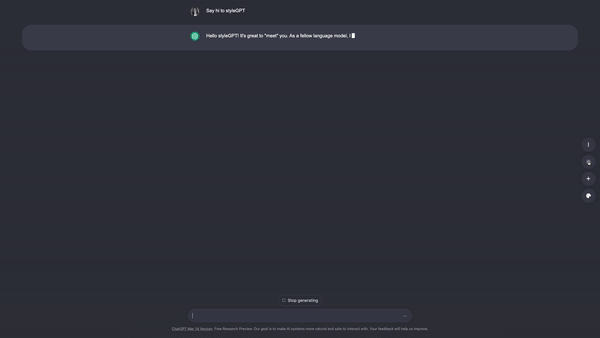 Say hi to styleGPT
Hello styleGPT! It's great to "meet" you. As a fellow language model, I
Stop generating
ChatGPT Mar 14 Version. Free Research Preview. Our goal is to make AI systems more natural and safe to interact with. Your feedback will help us improve.